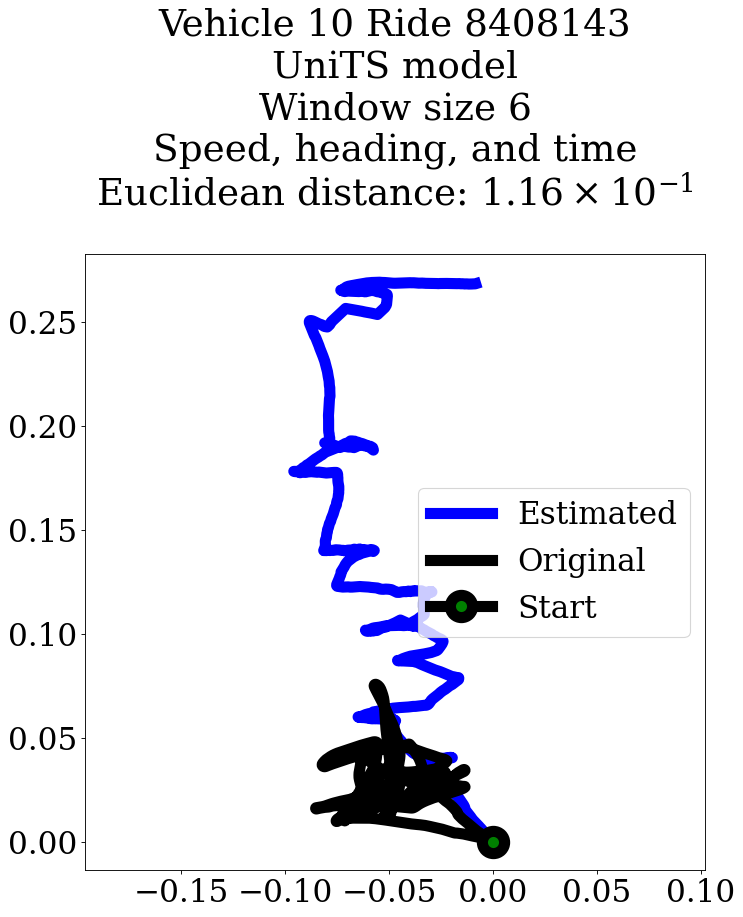 Vehicle 10 Ride 8408143
UniTS model
Window size 6
Speed, heading, and time
Euclidean distance: 1.16 × 10⁻¹
0.25
0.20
0.15
0.10
0.05
0.00
Estimated
Original
Start
−0.15 −0.10 −0.05 0.00 0.05 0.10